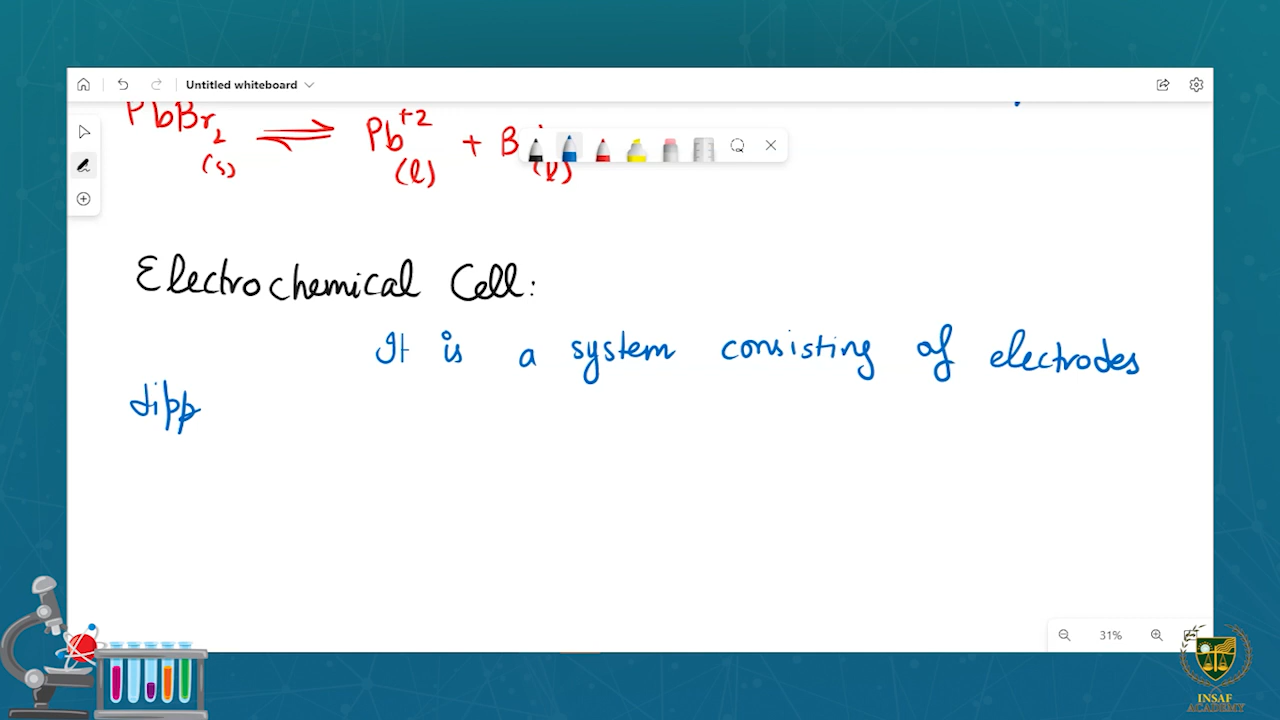 Untitled whiteboard
PbBr2 ⇌ Pb+2 + B
(s) (l) (l)
Electrochemical Cell:
It is a system consisting of electrodes
dipp
31%
INSAF
ACADEMY